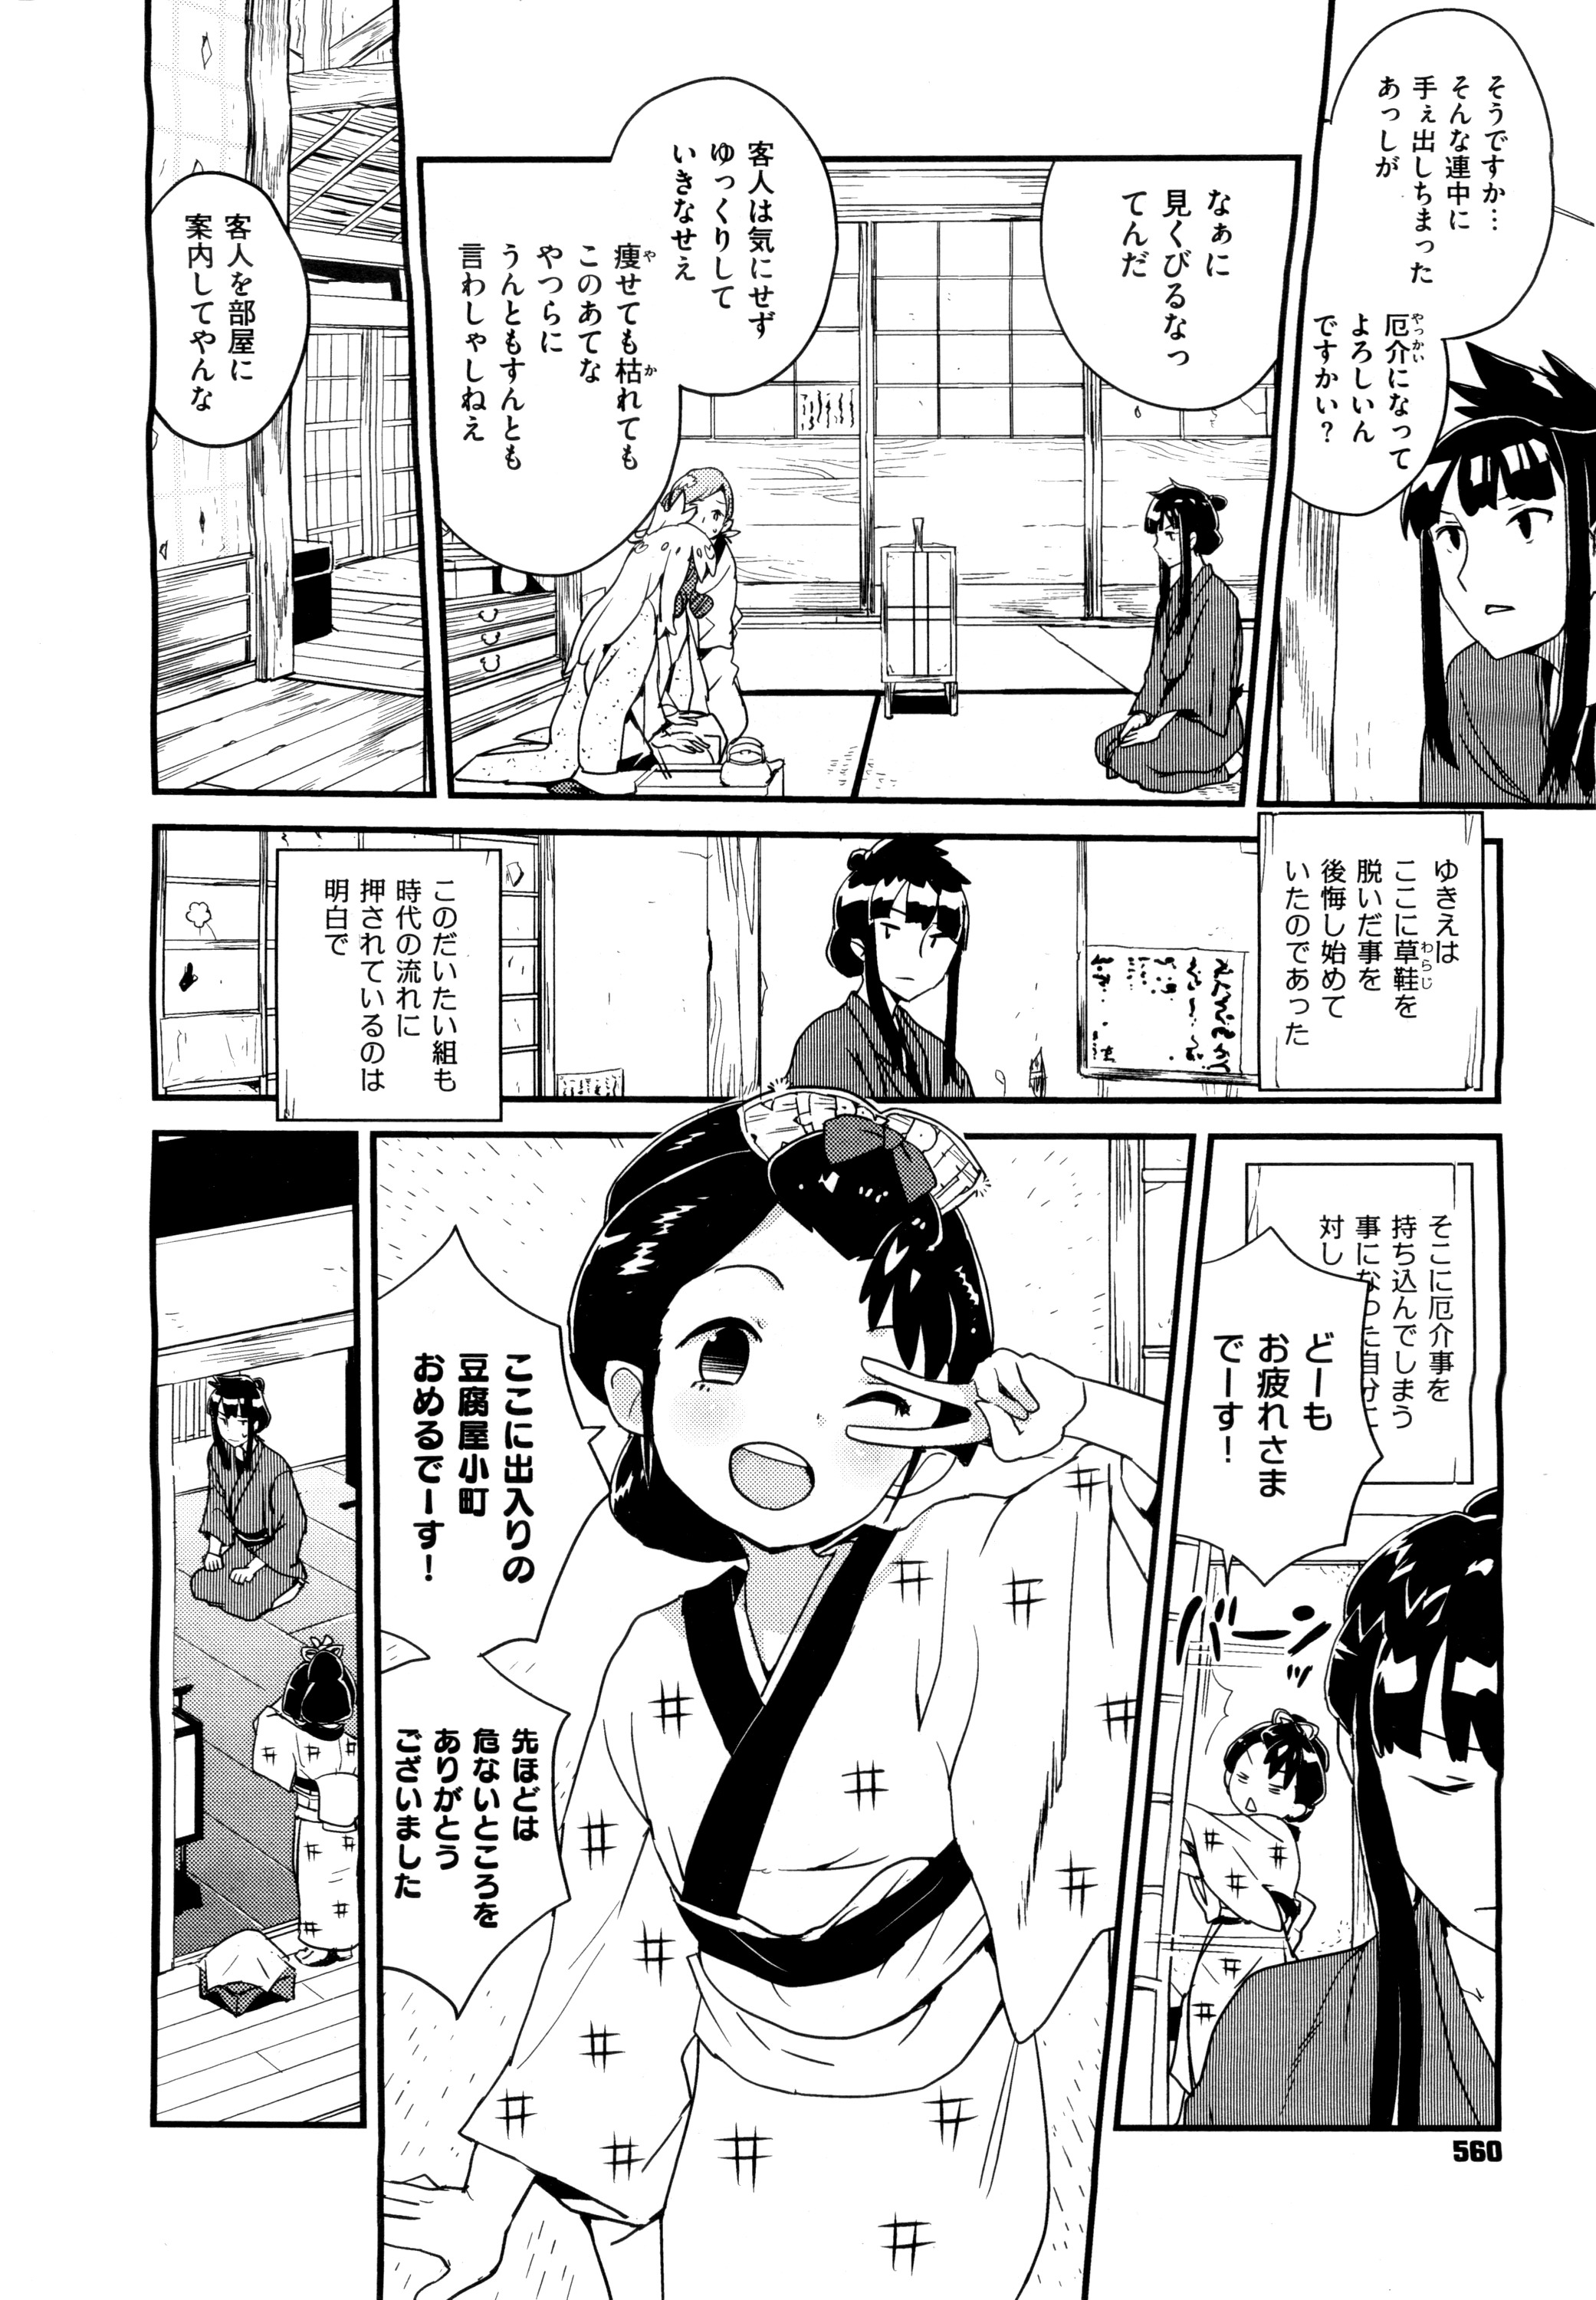 そうですか…
そんな連中に
手ぇ出しちまった
あっしが
厄介になって
よろしいん
ですかい？
なぁに
見くびるなっ
てんだ
客人は気にせず
ゆっくりして
いきなせえ
痩せても枯れても
このあてな
やつらに
うんともすんとも
言わしゃしねえ
客人を部屋に
案内してやんな
ゆきえは
ここに草鞋を
脱いだ事を
後悔し始めて
いたのであった
このだいたい組も
時代の流れに
押されているのは
明白で
そこに厄介事を
持ち込んでしまう
事になった自分に
対し
どーも
お疲れさま
でーす！
バーンッ
ここに出入りの
豆腐屋小町
おめるでーす！
先ほどは
危ないところを
ありがとう
ございました
560